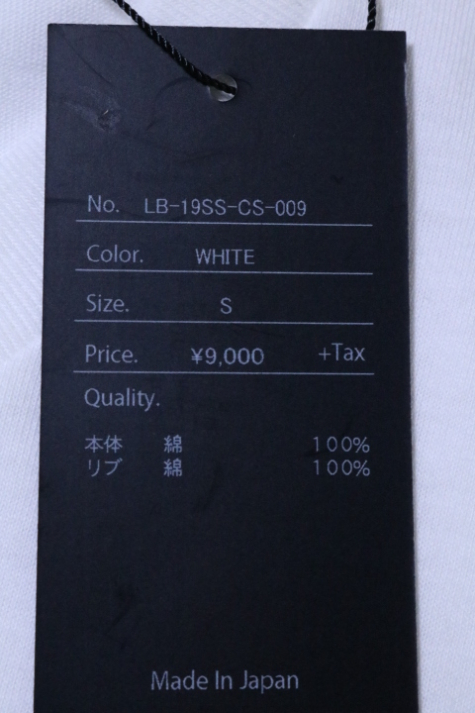 No. LB-19SS-CS-009
Color. WHITE
Size. S
Price. ¥9,000 +Tax
Quality.
本体 綿 100%
リブ 綿 100%
Made In Japan